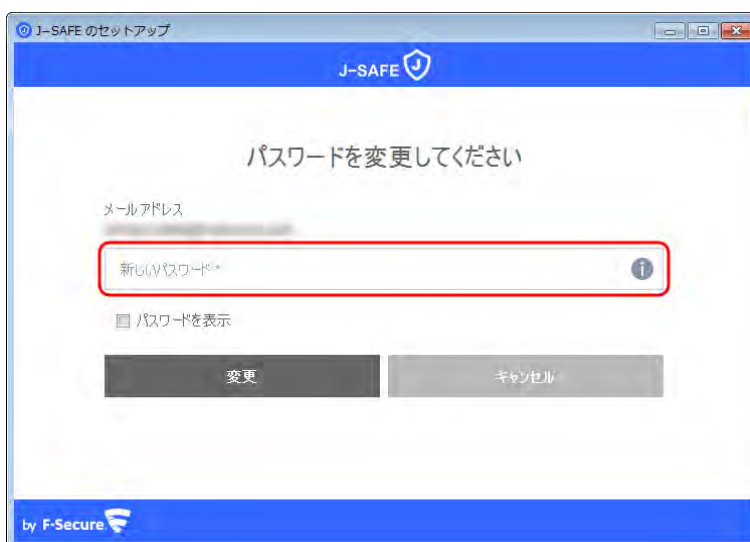 J-SAFE のセットアップ
J-SAFE J
パスワードを変更してください
メール アドレス
新しいパスワード *
パスワードを表示
変更
キャンセル
by F-Secure